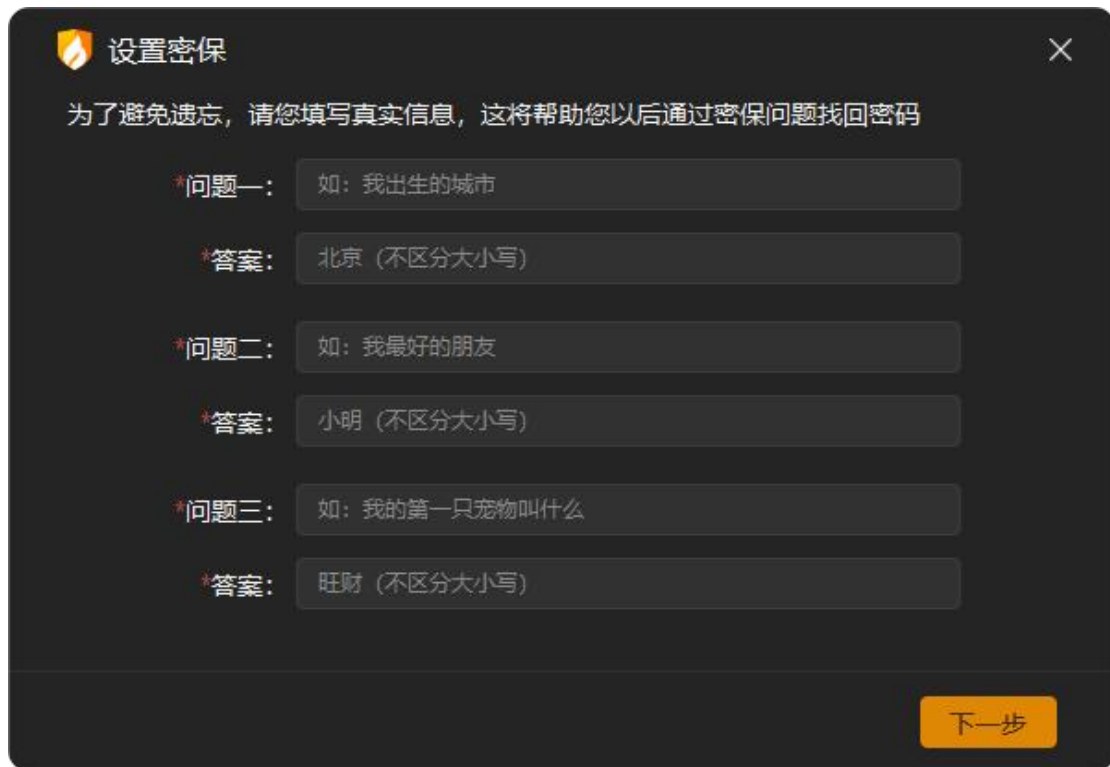 设置密保
为了避免遗忘，请您填写真实信息，这将帮助您以后通过密保问题找回密码
*问题一： 如：我出生的城市
*答案： 北京（不区分大小写）
*问题二： 如：我最好的朋友
*答案： 小明（不区分大小写）
*问题三： 如：我的第一只宠物叫什么
*答案： 旺财（不区分大小写）
下一步